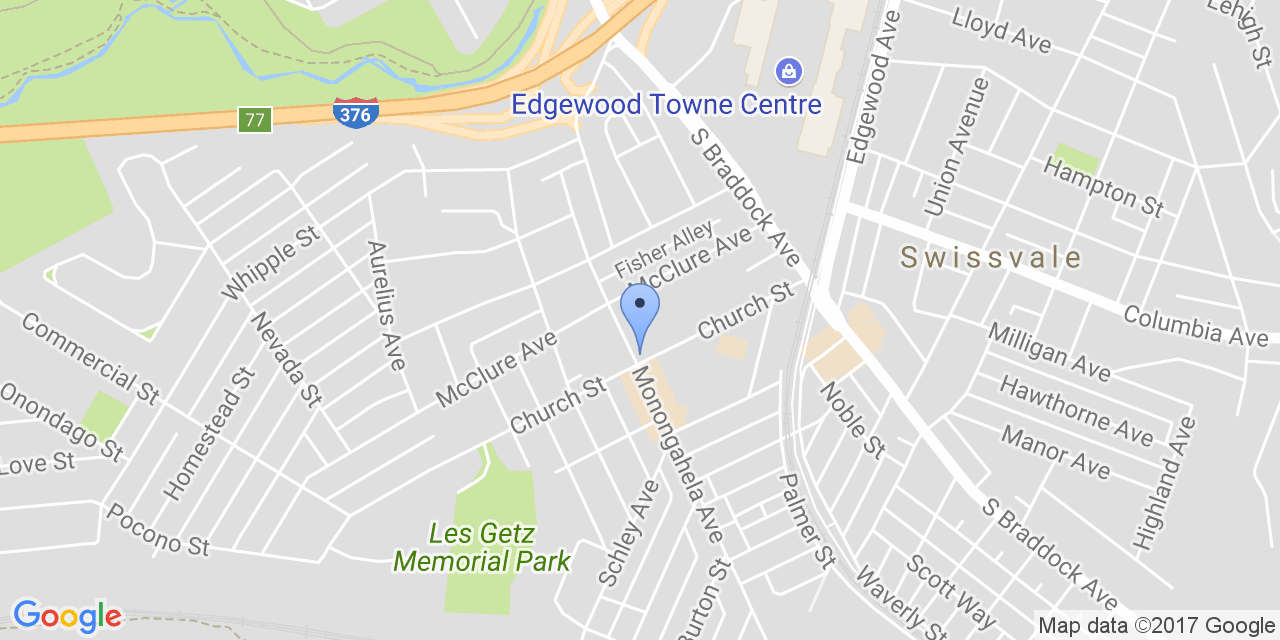 Lloyd Ave
Lehigh St
Edgewood Ave
Edgewood Towne Centre
77
376
S Braddock Ave
Union Avenue
Hampton St
Whipple St
Aurelius Ave
Fisher Alley
McClure Ave
Swissvale
Church St
Columbia Ave
Commercial St
Nevada St
McClure Ave
Milligan Ave
Onondago St
Homestead St
Church St
Monongahela Ave
Noble St
Hawthorne Ave
Manor Ave
Highland Ave
Love St
Pocono St
Les Getz
Memorial Park
Schley Ave
Palmer St
S Braddock Ave
Burton St
Waverly St
Scott Way
Google
Map data ©2017 Google